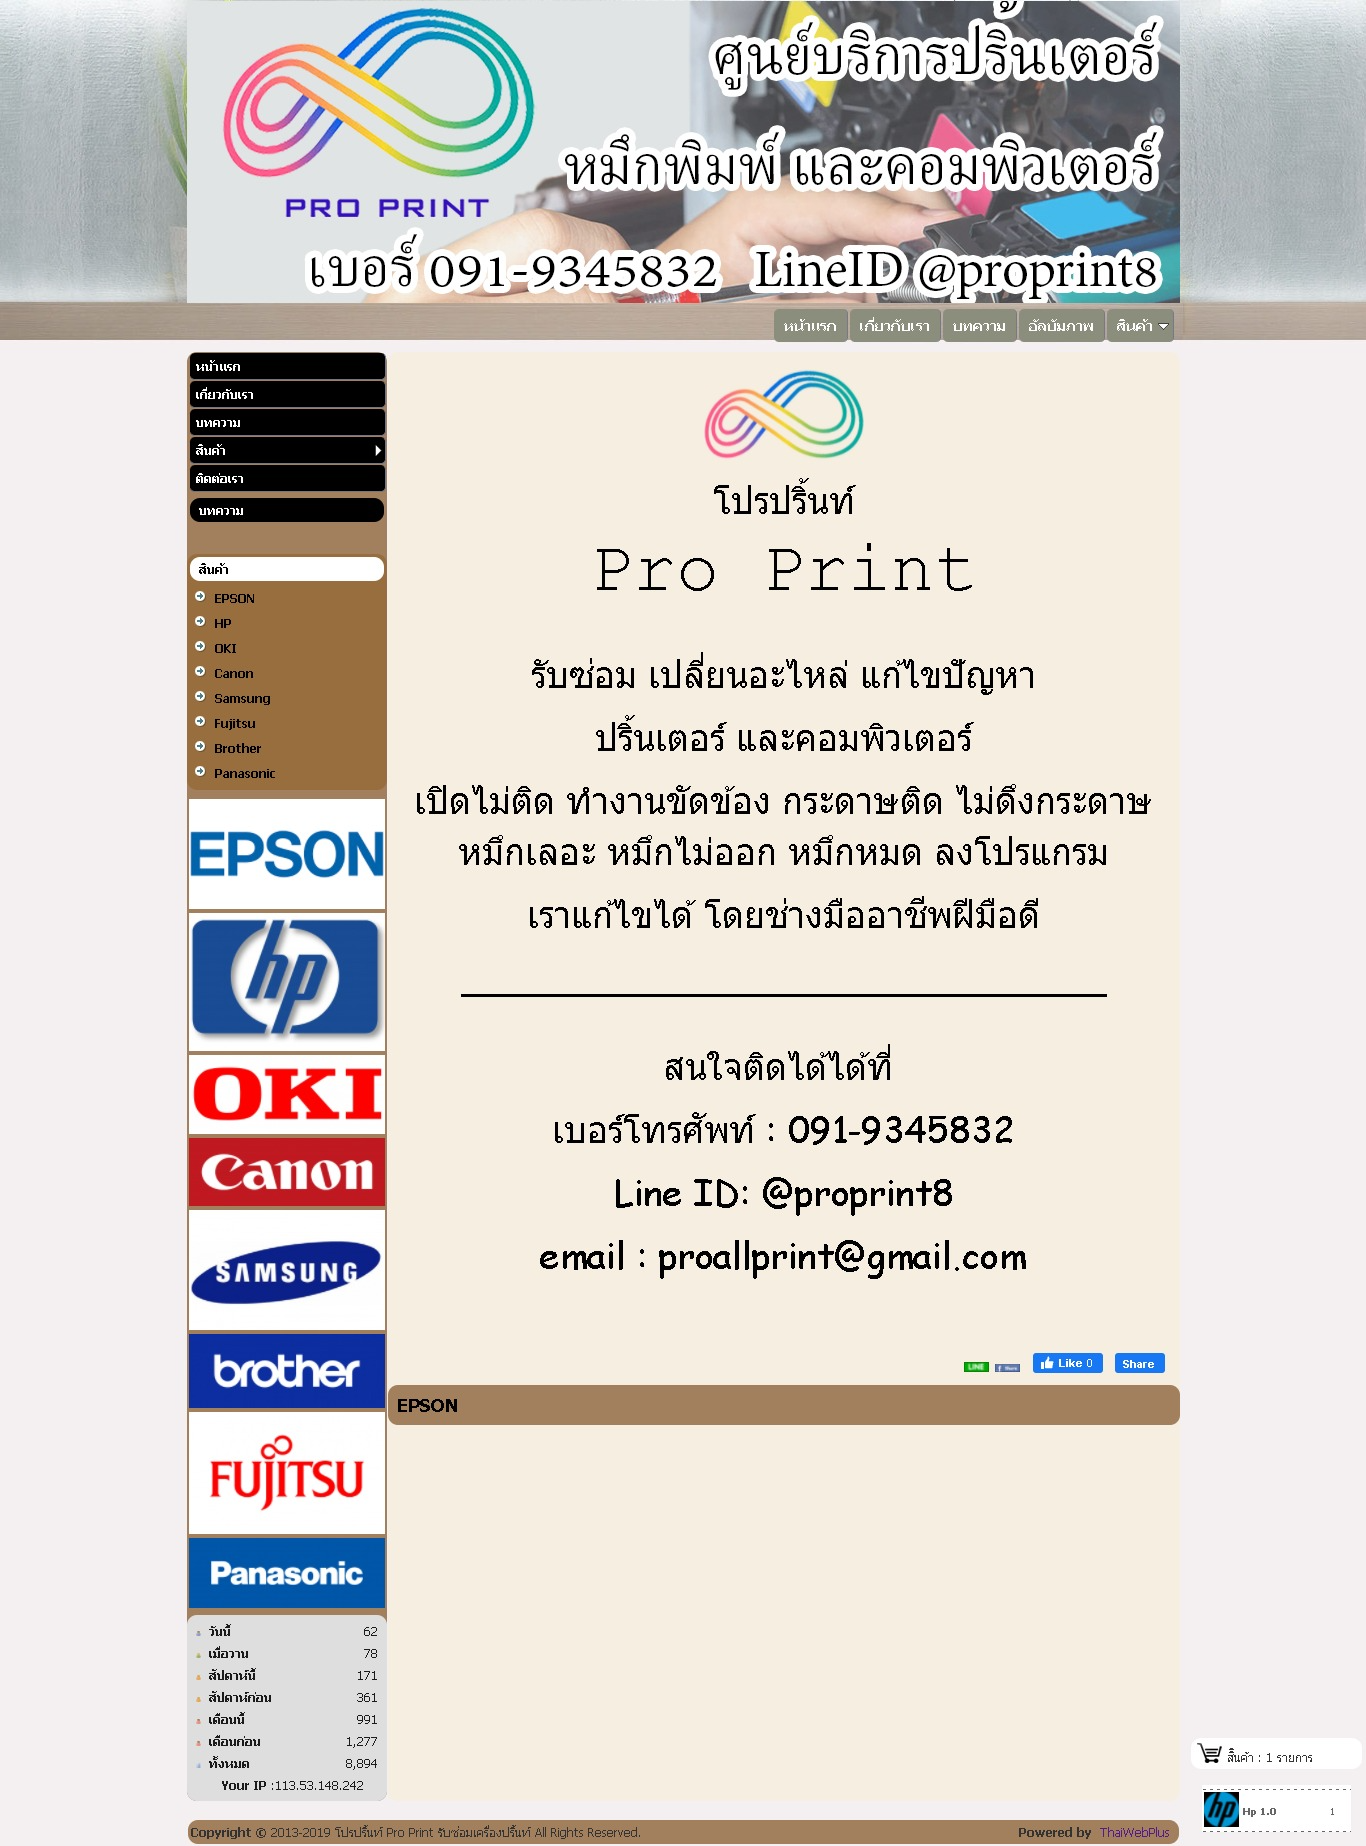 ศูนย์บริการปริ้นเตอร์
หมึกพิมพ์ และคอมพิวเตอร์
PRO PRINT
เบอร์ 091-9345832 LineID @proprint8
หน้าแรก เกี่ยวกับเรา บทความ อัลบัมภาพ สินค้า
หน้าแรก
เกี่ยวกับเรา
บทความ
สินค้า
ติดต่อเรา
บทความ
สินค้า
EPSON
HP
OKI
Canon
Samsung
Fujitsu
Brother
Panasonic
EPSON
hp
OKI
Canon
SAMSUNG
brother
FUJITSU
Panasonic
วันนี้ 62
เมื่อวาน 78
สัปดาห์นี้ 171
สัปดาห์ก่อน 361
เดือนนี้ 991
เดือนก่อน 1,277
ทั้งหมด 8,894
Your IP :113.53.148.242
โปรปริ้นท์
Pro Print
รับซ่อม เปลี่ยนอะไหล่ แก้ไขปัญหา
ปริ้นเตอร์ และคอมพิวเตอร์
เปิดไม่ติด ทำงานขัดข้อง กระดาษติด ไม่ดึงกระดาษ
หมึกเลอะ หมึกไม่ออก หมึกหมด ลงโปรแกรม
เราแก้ไขได้ โดยช่างมืออาชีพฝีมือดี
สนใจติดได้ได้ที่
เบอร์โทรศัพท์ : 091-9345832
Line ID: @proprint8
email : proallprint@gmail.com
LINE Share Like 0 Share
EPSON
สินค้า : 1 รายการ
hp Hp 1.0 1
Copyright © 2013-2019 โปรปริ้นท์ Pro Print รับซ่อมเครื่องปริ้นท์ All Rights Reserved.
Powered by ThaiWebPlus